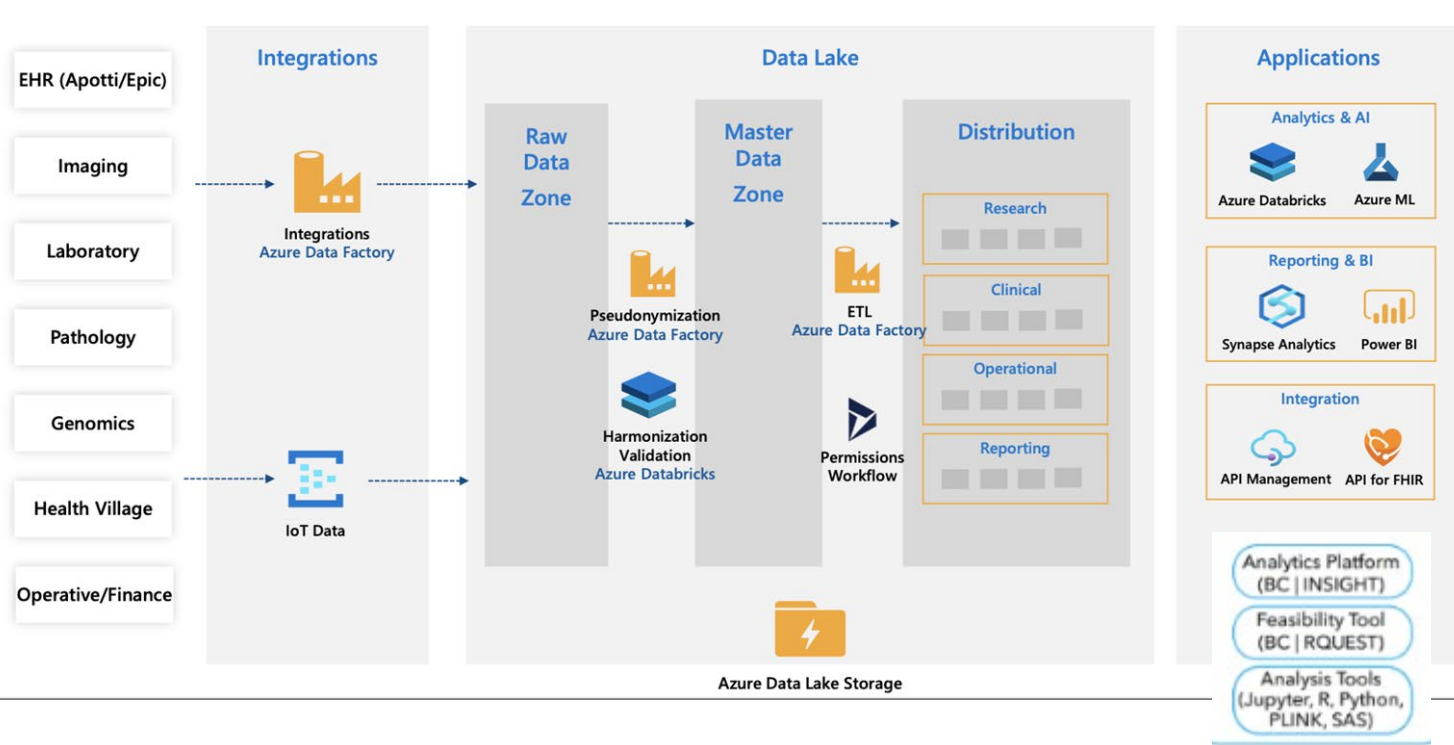 EHR (Apotti/Epic)
Imaging
Laboratory
Pathology
Genomics
Health Village
Operative/Finance
Integrations
Integrations
Azure Data Factory
IoT Data
Data Lake
Raw
Data
Zone
Pseudonymization
Azure Data Factory
Harmonization
Validation
Azure Databricks
Master
Data
Zone
ETL
Azure Data Factory
Permissions
Workflow
Distribution
Research
Clinical
Operational
Reporting
Azure Data Lake Storage
Applications
Analytics & AI
Azure Databricks
Azure ML
Reporting & BI
Synapse Analytics
Power BI
Integration
API Management
API for FHIR
Analytics Platform
(BC | INSIGHT)
Feasibility Tool
(BC | RQUEST)
Analysis Tools
(Jupyter, R, Python,
PLINK, SAS)